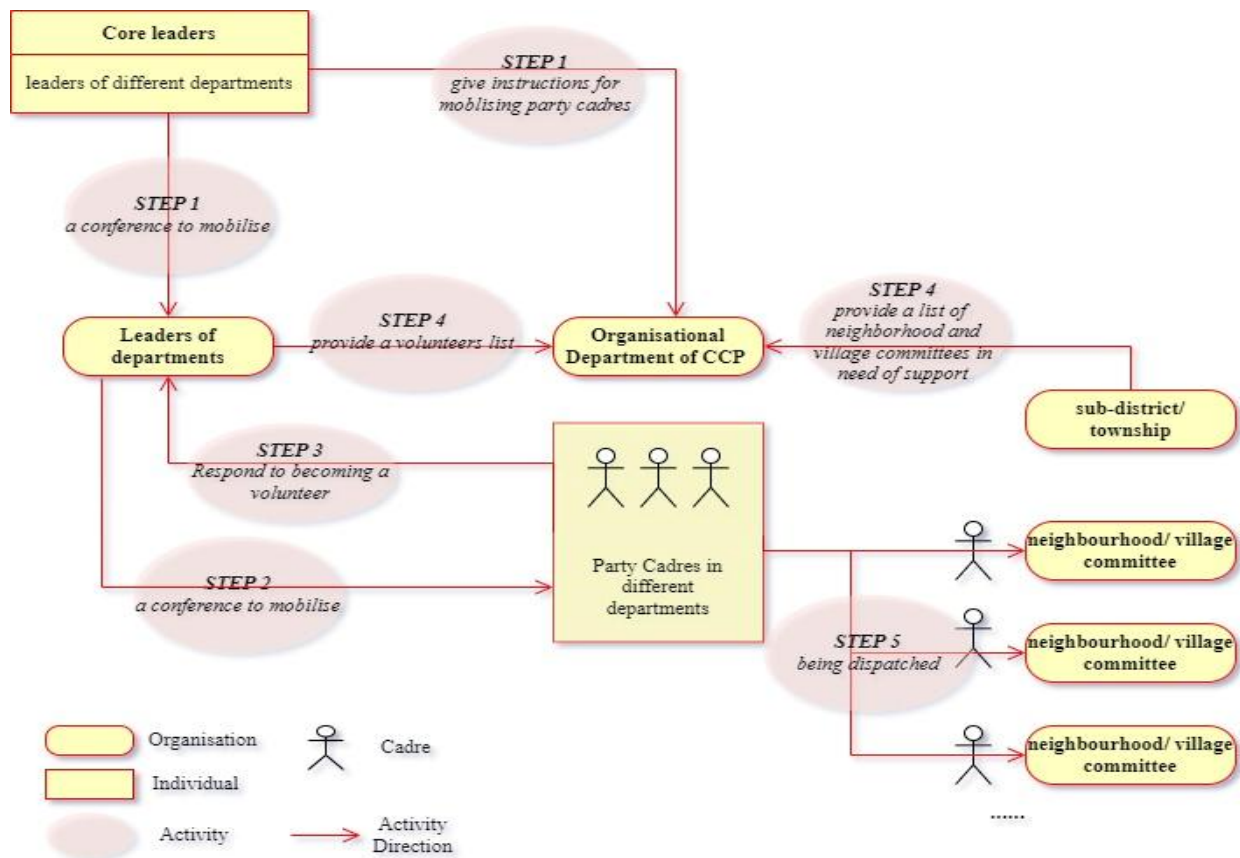 Core leaders
leaders of different departments
STEP 1
give instructions for
moblising party cadres
STEP 1
a conference to mobilise
Leaders of
departments
STEP 4
provide a volunteers list
Organisational
Department of CCP
STEP 4
provide a list of
neighborhood and
village committees in
need of support
sub-district/
township
STEP 3
Respond to becoming a
volunteer
STEP 2
a conference to mobilise
Party Cadres in
different
departments
STEP 5
being dispatched
neighbourhood/ village
committee
neighbourhood/ village
committee
neighbourhood/ village
committee
......
Organisation
Cadre
Individual
Activity
Activity
Direction